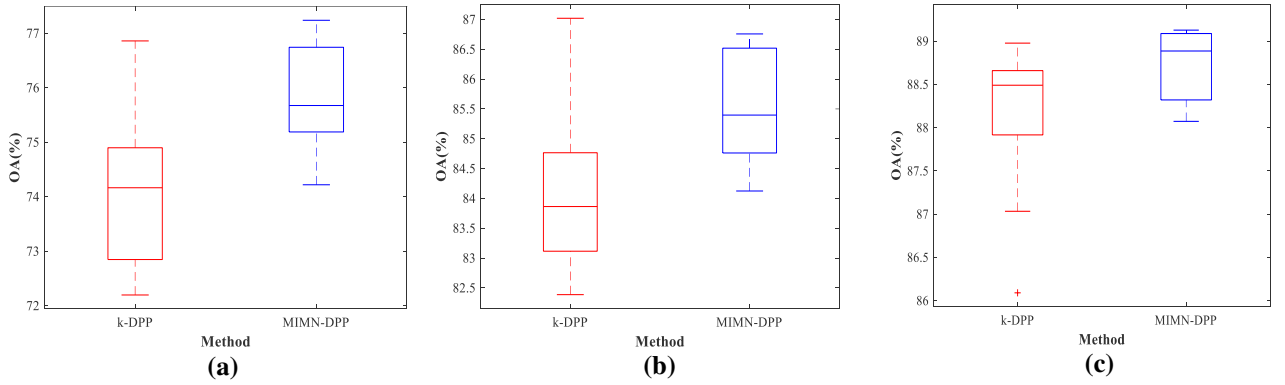 77
76
75
74
73
72
OA(%)
k-DPP
MIMN-DPP
Method
(a)
87
86.5
86
85.5
85
84.5
84
83.5
83
82.5
OA(%)
k-DPP
MIMN-DPP
Method
(b)
89
88.5
88
87.5
87
86.5
86
OA(%)
k-DPP
MIMN-DPP
Method
(c)